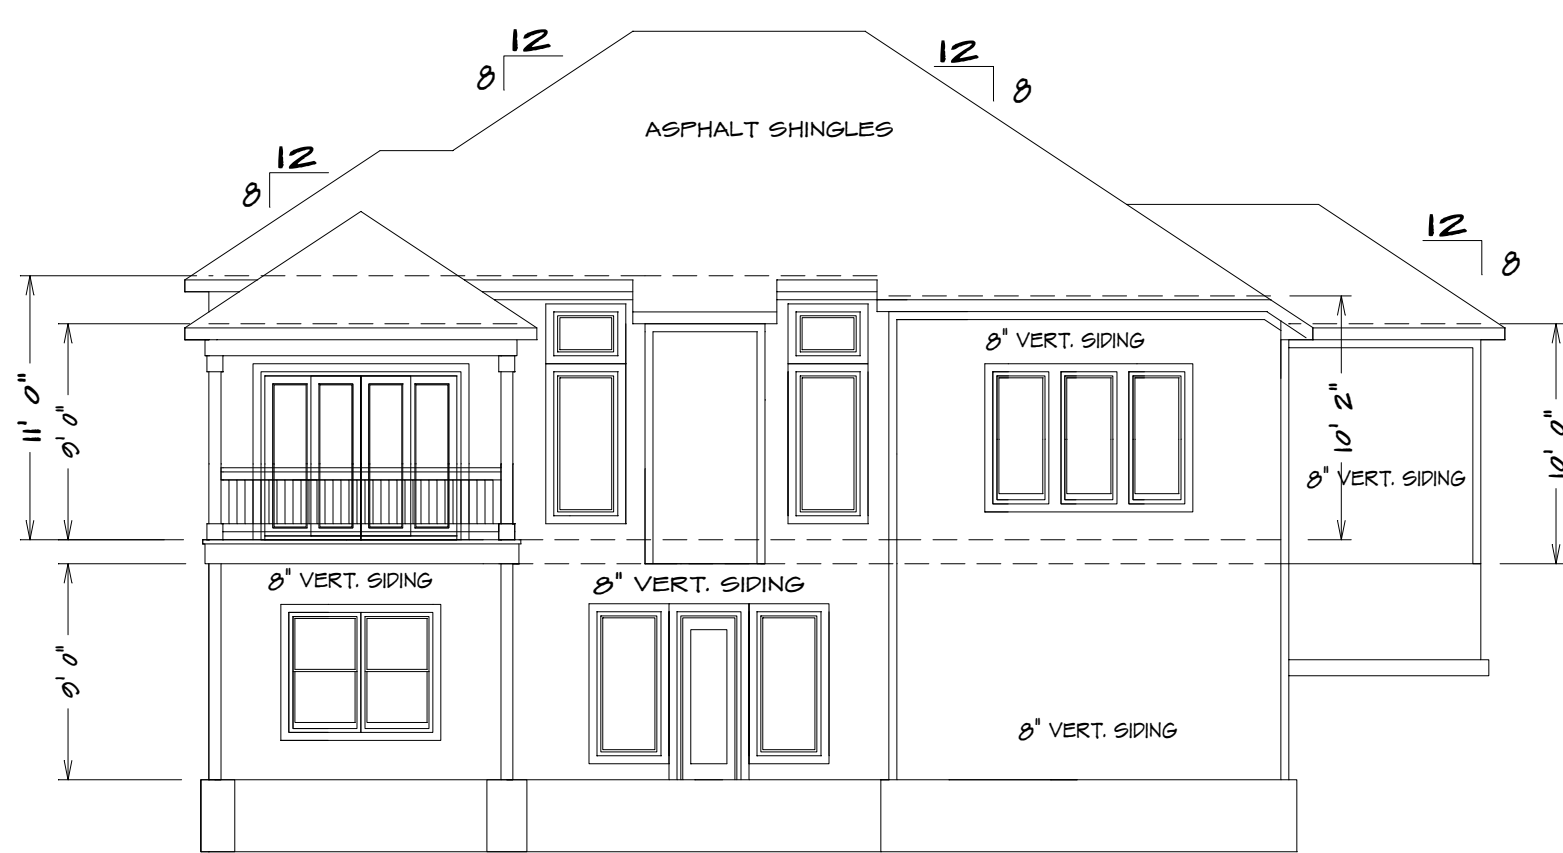 12
8
12
8
ASPHALT SHINGLES
12
8
12
8
8" VERT. SIDING
11' 0"
9' 0"
10' 2"
10' 0"
8" VERT. SIDING
8" VERT. SIDING
8" VERT. SIDING
9' 0"
8" VERT. SIDING